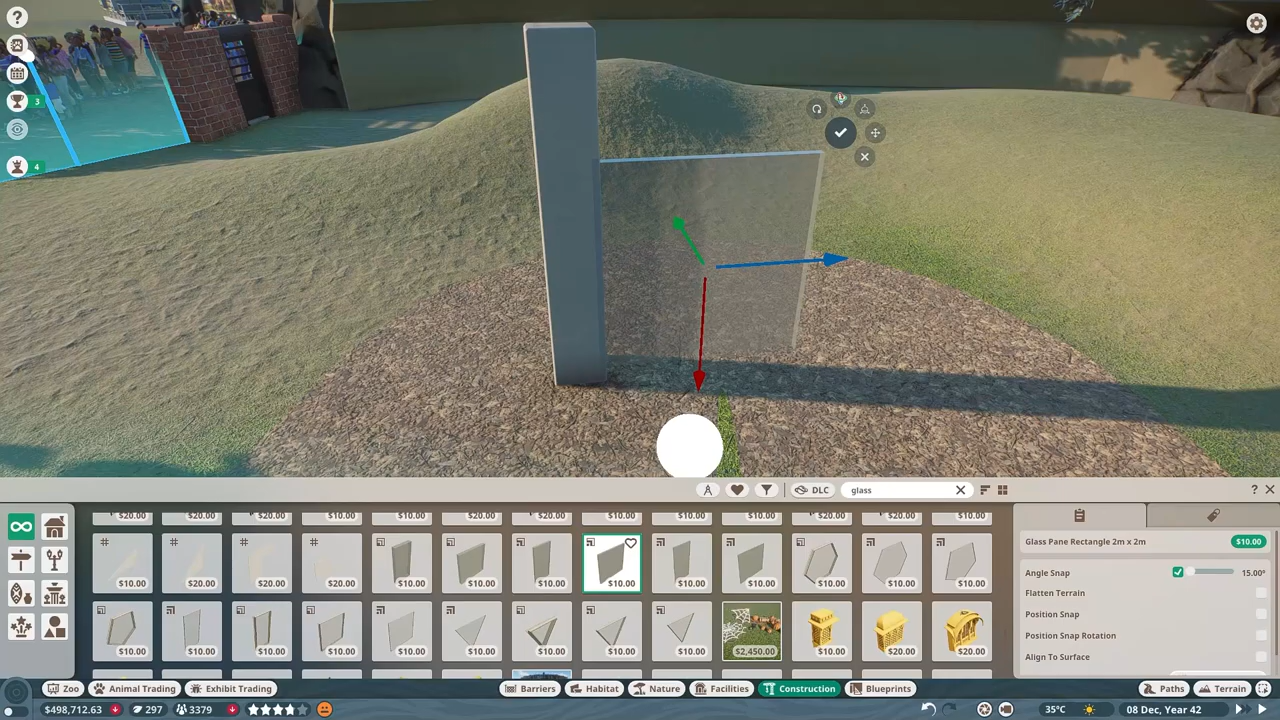 ?
3
4
DLC
glass
?
$20.00 $20.00 $20.00 $10.00 $10.00 $10.00 $20.00 $10.00 $10.00 $20.00 $20.00 $20.00 $10.00
$10.00 $20.00 $20.00 $20.00 $10.00 $10.00 $10.00 $10.00 $10.00 $10.00 $10.00 $10.00 $10.00
$10.00 $10.00 $10.00 $10.00 $10.00 $10.00 $10.00 $10.00 $10.00 $2,450.00 $10.00 $20.00 $20.00
Glass Pane Rectangle 2m x 2m $10.00
Angle Snap 15.00°
Flatten Terrain
Position Snap
Position Snap Rotation
Align To Surface
Zoo Animal Trading Exhibit Trading Barriers Habitat Nature Facilities Construction Blueprints Paths Terrain
$498,712.63 297 3379 35°C 08 Dec, Year 42